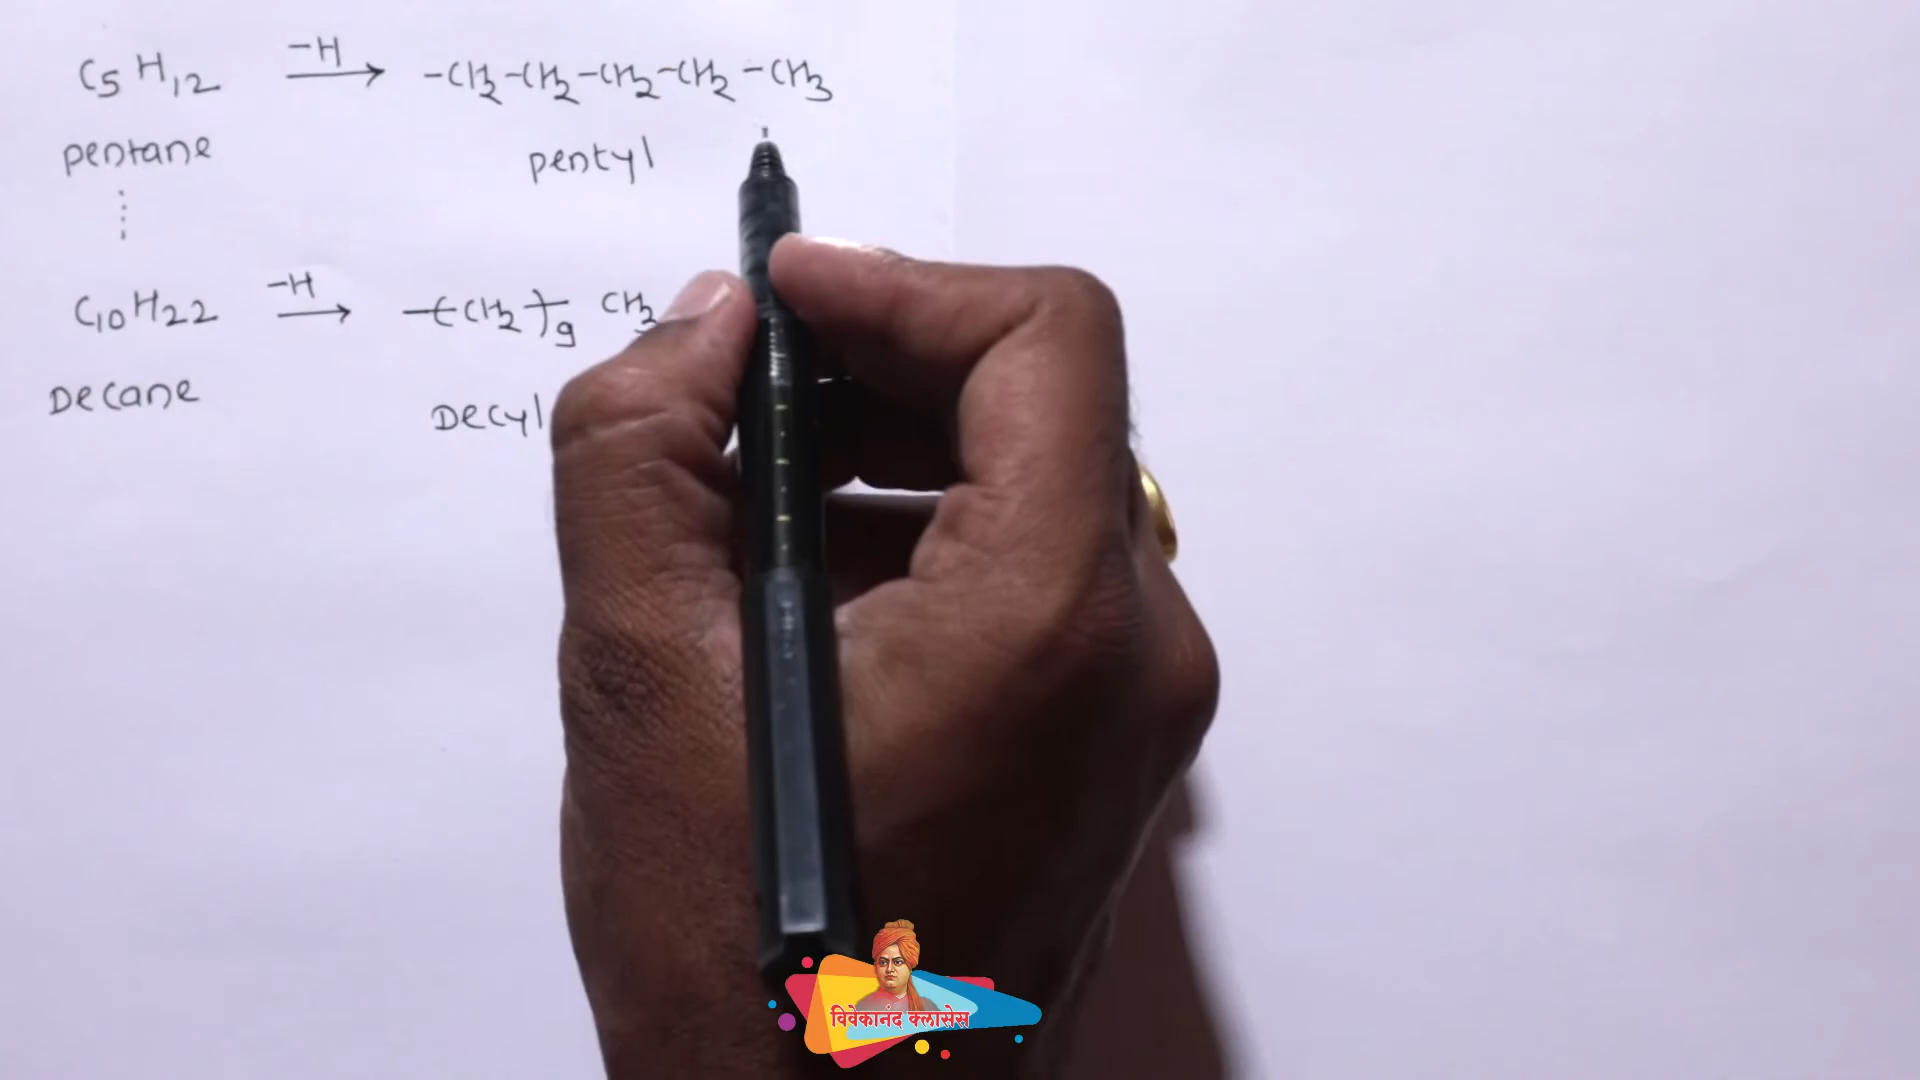 C5H12 -H → -CH2-CH2-CH2-CH2-CH3
pentane pentyl
C10H22 -H → -(CH2)9 CH3
Decane Decyl
विवेकानंद क्लासेस